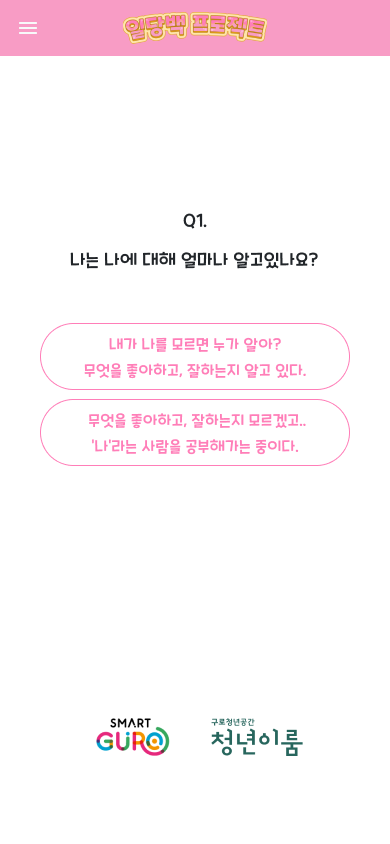 일당백 프로젝트
Q1.
나는 나에 대해 얼마나 알고있나요?
내가 나를 모르면 누가 알아?
무엇을 좋아하고, 잘하는지 알고 있다.
무엇을 좋아하고, 잘하는지 모르겠고..
'나'라는 사람을 공부해가는 중이다.
SMART
GURO
구로청년공간
청년이룸